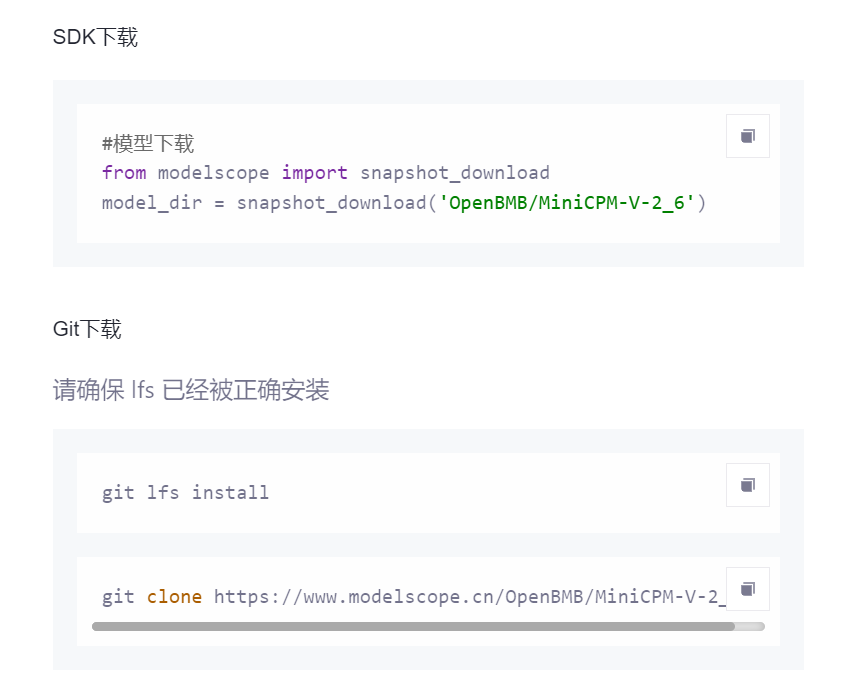 SDK下载
#模型下载
from modelscope import snapshot_download
model_dir = snapshot_download('OpenBMB/MiniCPM-V-2_6')
Git下载
请确保 lfs 已经被正确安装
git lfs install
git clone https://www.modelscope.cn/OpenBMB/MiniCPM-V-2_